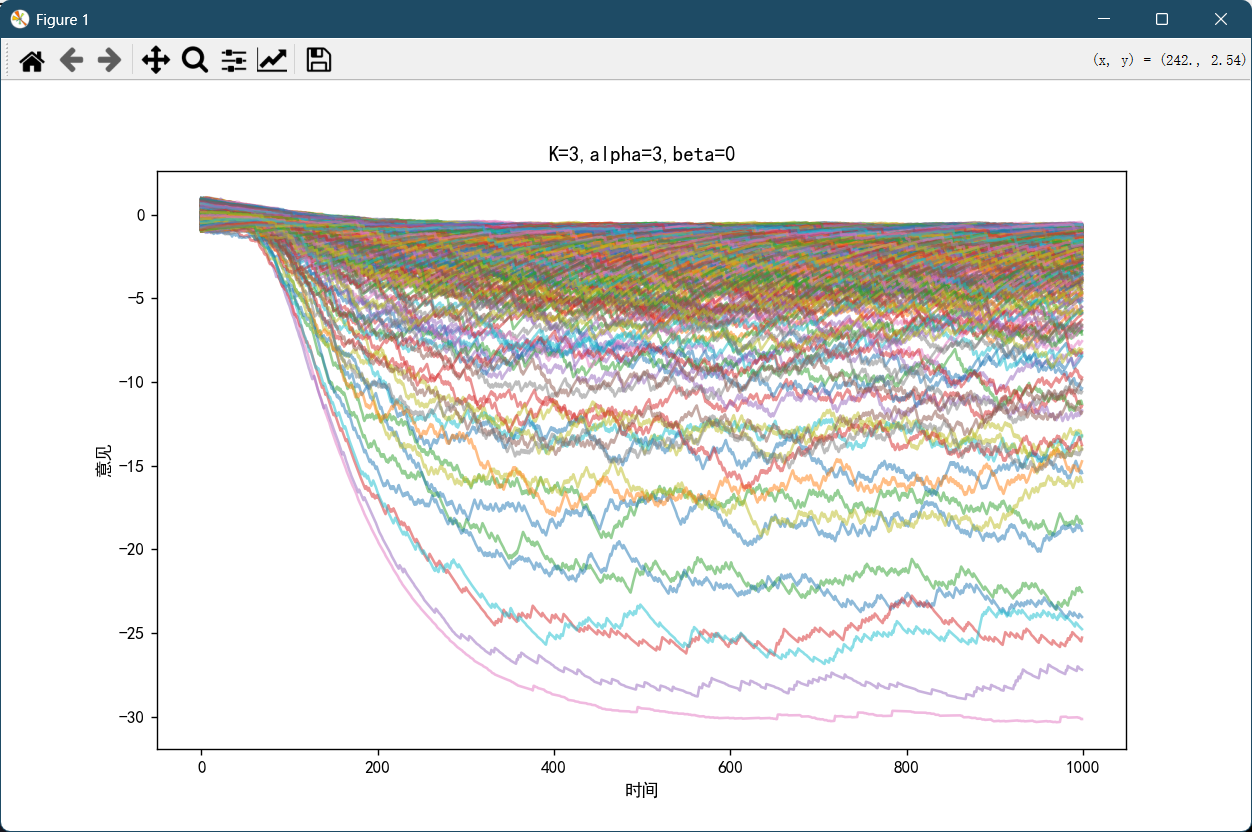 Figure 1
(x, y) = (242., 2.54)
K=3,alpha=3,beta=0
0
−5
−10
−15
−20
−25
−30
意见
0 200 400 600 800 1000
时间